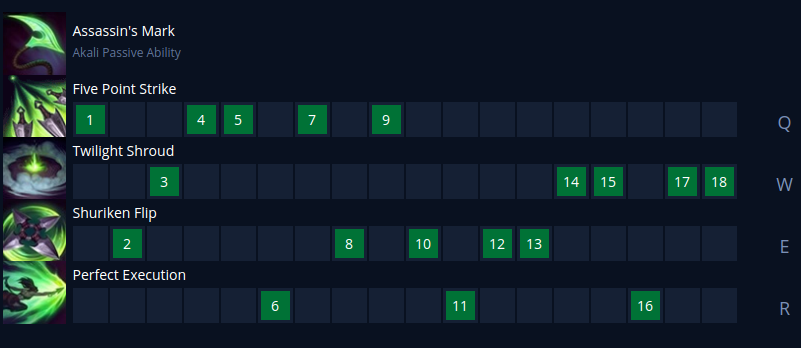 Assassin's Mark
Akali Passive Ability
Five Point Strike
1 4 5 7 9 Q
Twilight Shroud
3 14 15 17 18 W
Shuriken Flip
2 8 10 12 13 E
Perfect Execution
6 11 16 R